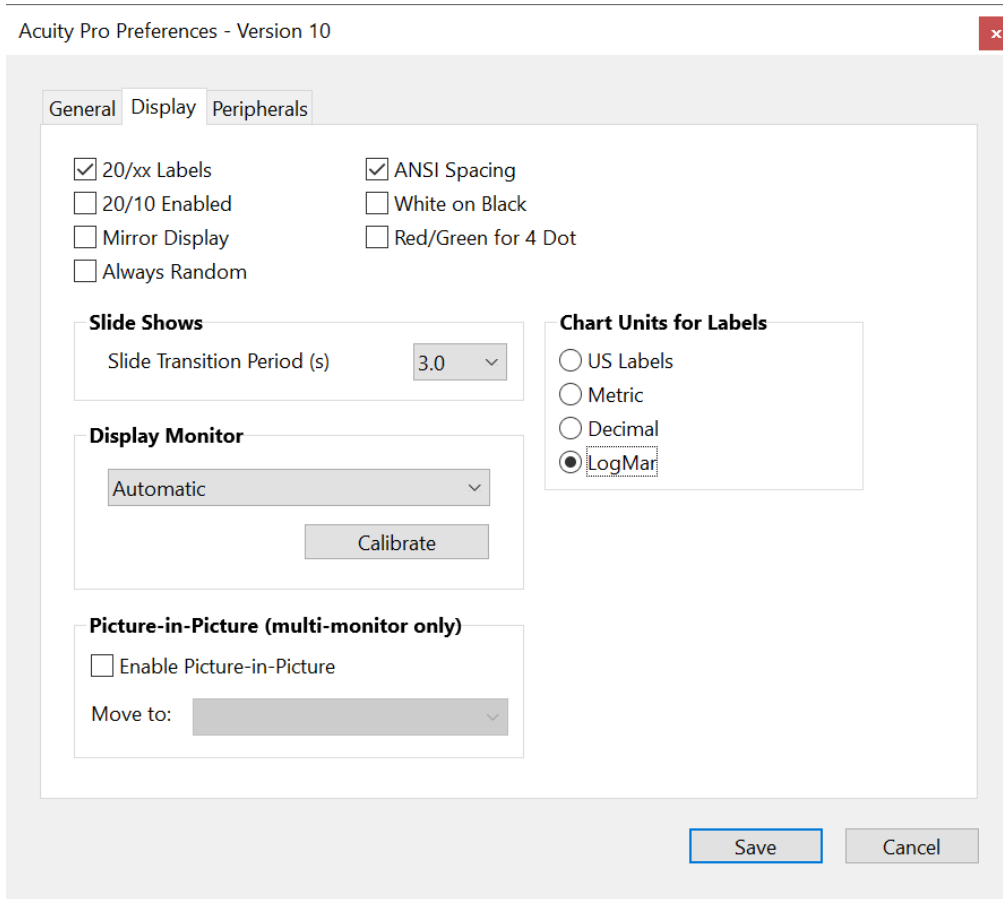 Acuity Pro Preferences - Version 10
x
General Display Peripherals
20/xx Labels
20/10 Enabled
Mirror Display
Always Random
ANSI Spacing
White on Black
Red/Green for 4 Dot
Slide Shows
Slide Transition Period (s) 3.0
Display Monitor
Automatic
Calibrate
Picture-in-Picture (multi-monitor only)
Enable Picture-in-Picture
Move to:
Chart Units for Labels
US Labels
Metric
Decimal
LogMar
Save Cancel